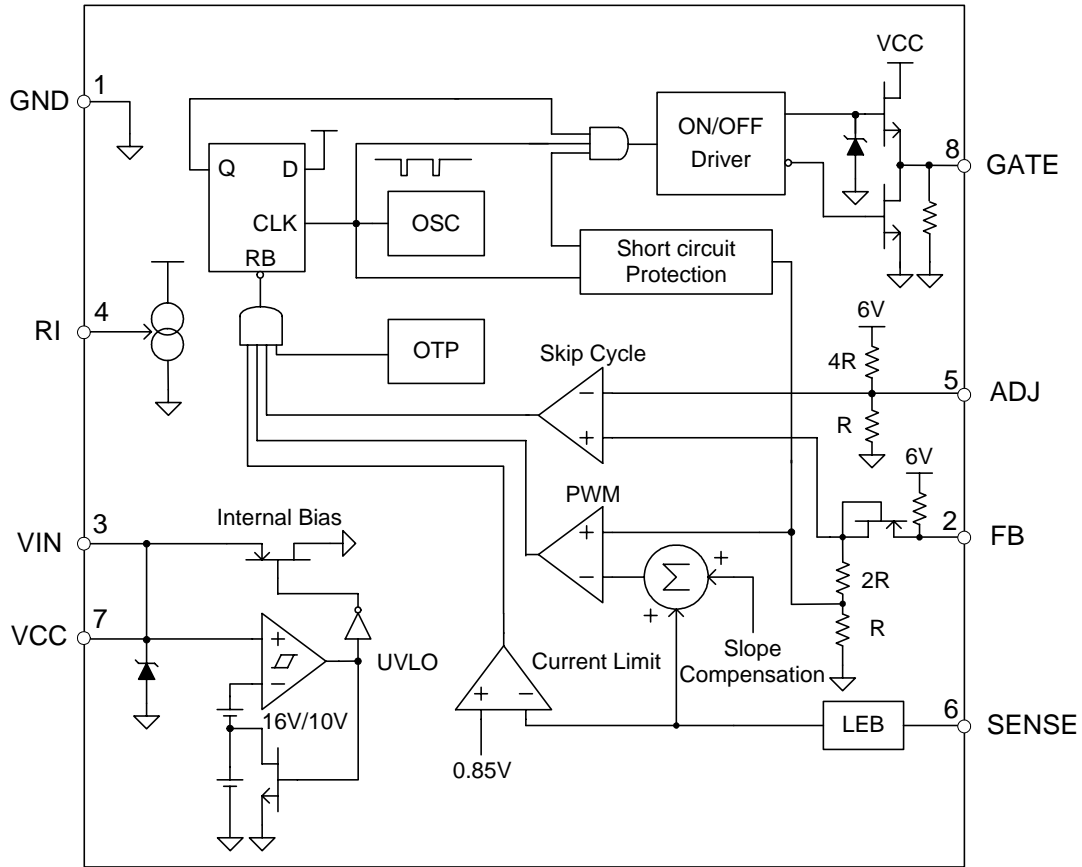 VCC
1
GND
ON/OFF
Driver
8
GATE
Q
D
CLK
OSC
RB
Short circuit
Protection
4
RI
6V
4R
OTP
Skip Cycle
5
ADJ
−
R
+
6V
PWM
3
VIN
Internal Bias
+
2
FB
−
Σ
+
2R
+
7
VCC
+
R
UVLO
Slope
Compensation
Current Limit
−
+
−
16V/10V
LEB
6
SENSE
0.85V